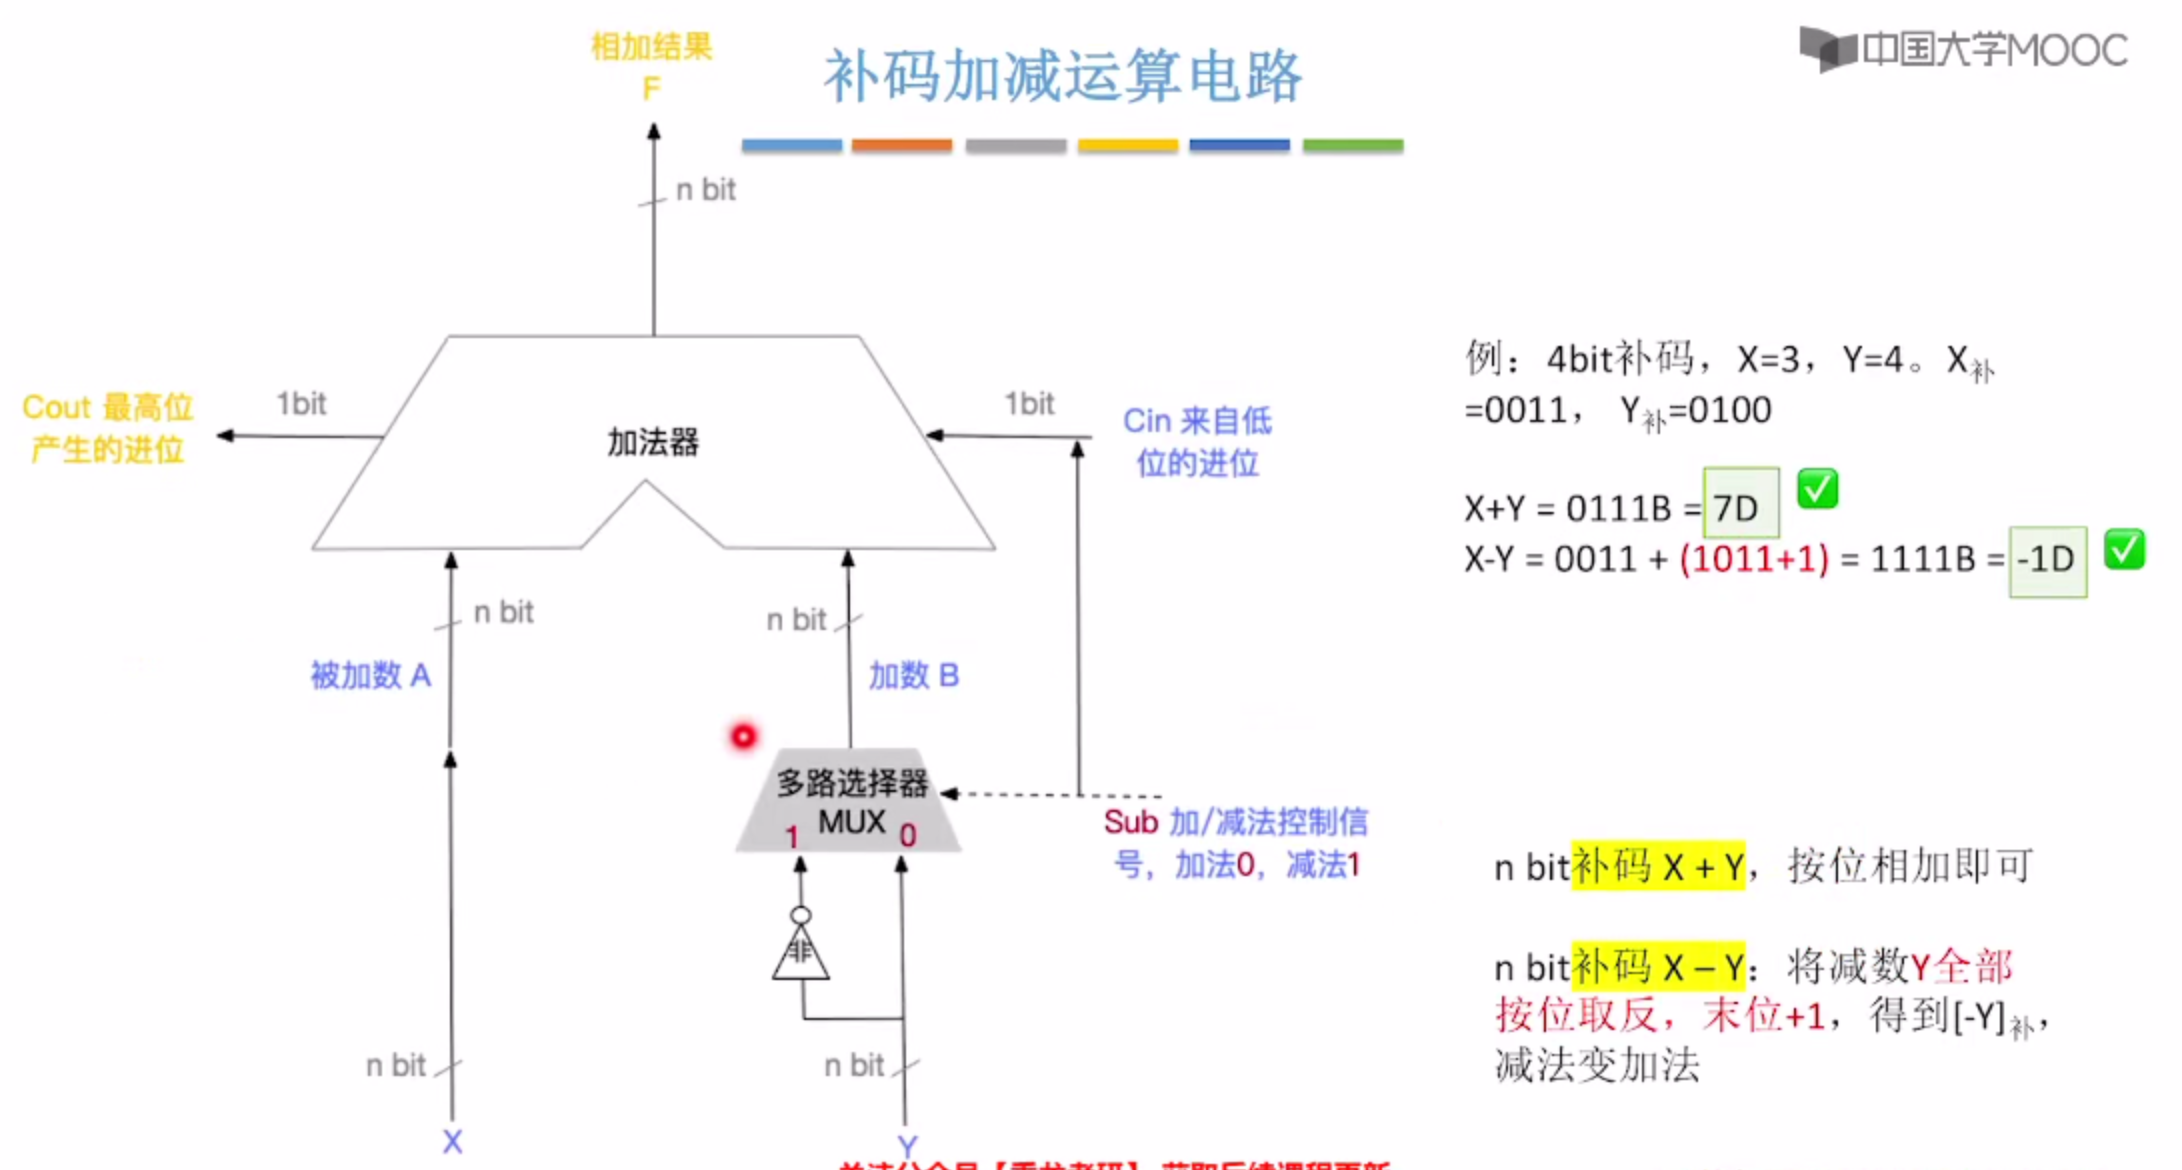 中国大学MOOC
补码加减运算电路
相加结果
F
n bit
Cout 最高位
产生的进位
1bit
加法器
1bit
Cin 来自低
位的进位
n bit
被加数 A
n bit
加数 B
多路选择器
MUX
1
0
Sub 加/减法控制信
号，加法0，减法1
非
n bit
X
n bit
Y
例：4bit补码，X=3，Y=4。X补
=0011， Y补=0100
X+Y = 0111B = 7D
X-Y = 0011 + (1011+1) = 1111B = -1D
n bit补码 X + Y，按位相加即可
n bit补码 X – Y：将减数Y全部
按位取反，末位+1，得到[-Y]补，
减法变加法